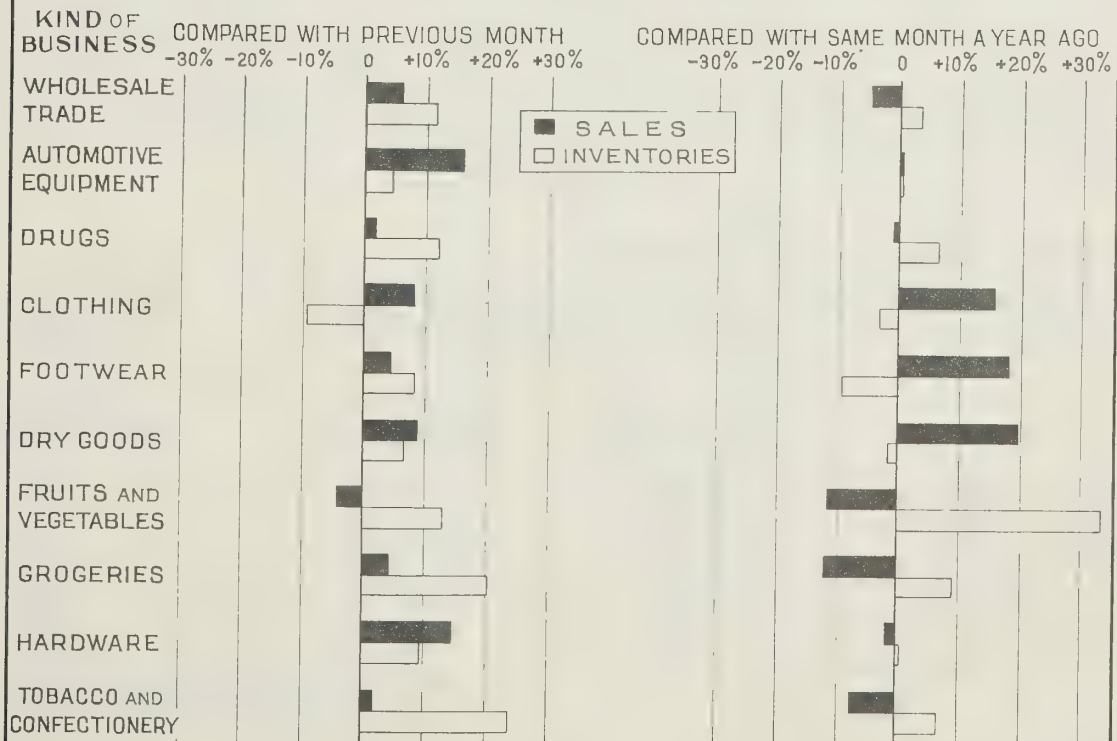 KIND OF
BUSINESS
COMPARED WITH PREVIOUS MONTH
-30% -20% -10% 0 +10% +20% +30%
COMPARED WITH SAME MONTH A YEAR AGO
-30% -20% -10% 0 +10% +20% +30%
SALES
INVENTORIES
WHOLESALE
TRADE
AUTOMOTIVE
EQUIPMENT
DRUGS
CLOTHING
FOOTWEAR
DRY GOODS
FRUITS AND
VEGETABLES
GROGERIES
HARDWARE
TOBACCO AND
CONFECTIONERY